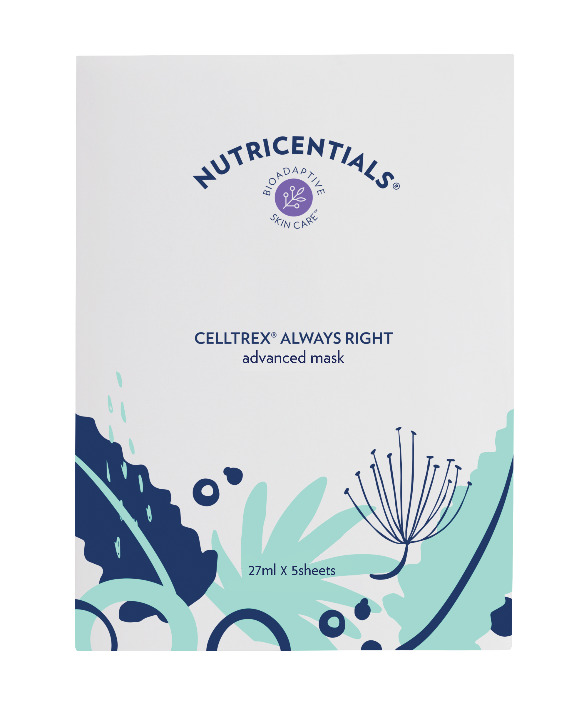 NUTRICENTIALS®
BIOADAPTIVE
SKIN CARE™
CELLTREX® ALWAYS RIGHT
advanced mask
27ml X 5sheets